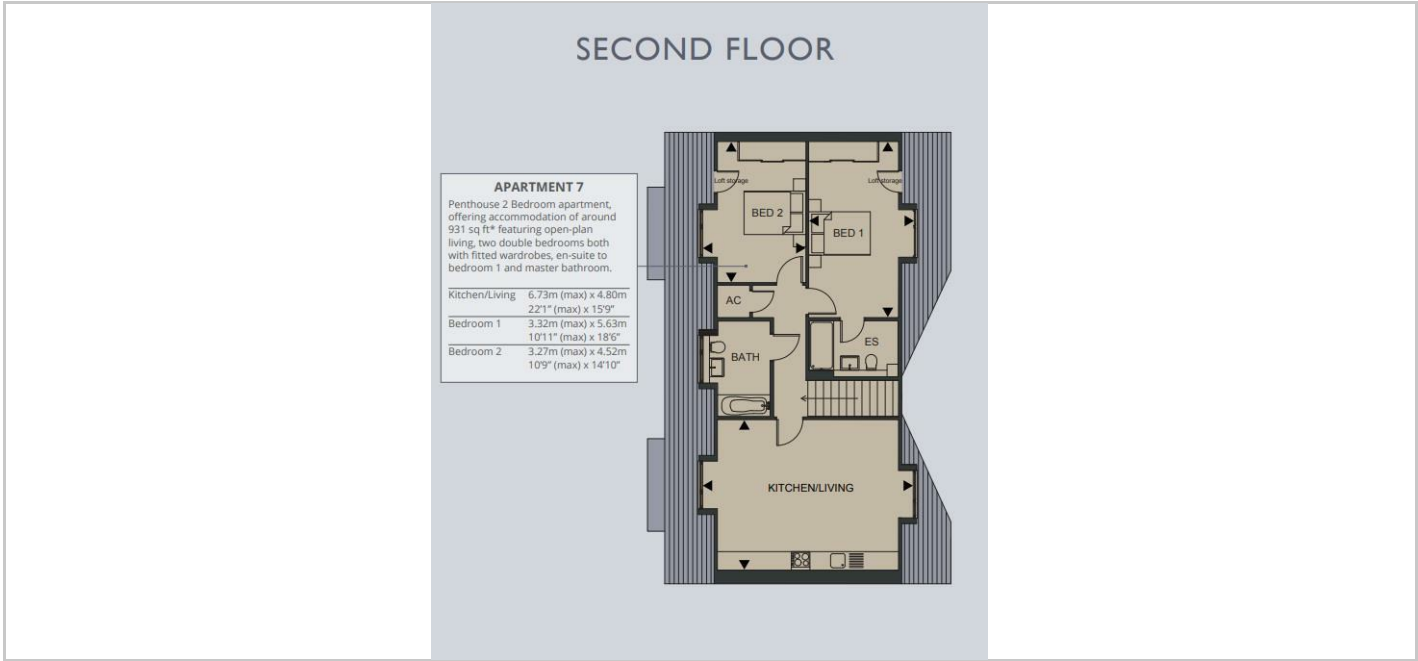 SECOND FLOOR
APARTMENT 7
Penthouse 2 Bedroom apartment,
offering accommodation of around
931 sq ft* featuring open-plan
living, two double bedrooms both
with fitted wardrobes, en-suite to
bedroom 1 and master bathroom.
Kitchen/Living 6.73m (max) x 4.80m
22'1" (max) x 15'9"
Bedroom 1 3.32m (max) x 5.63m
10'11" (max) x 18'6"
Bedroom 2 3.27m (max) x 4.52m
10'9" (max) x 14'10"
Loft storage
Loft storage
BED 2
BED 1
AC
BATH
ES
KITCHEN/LIVING